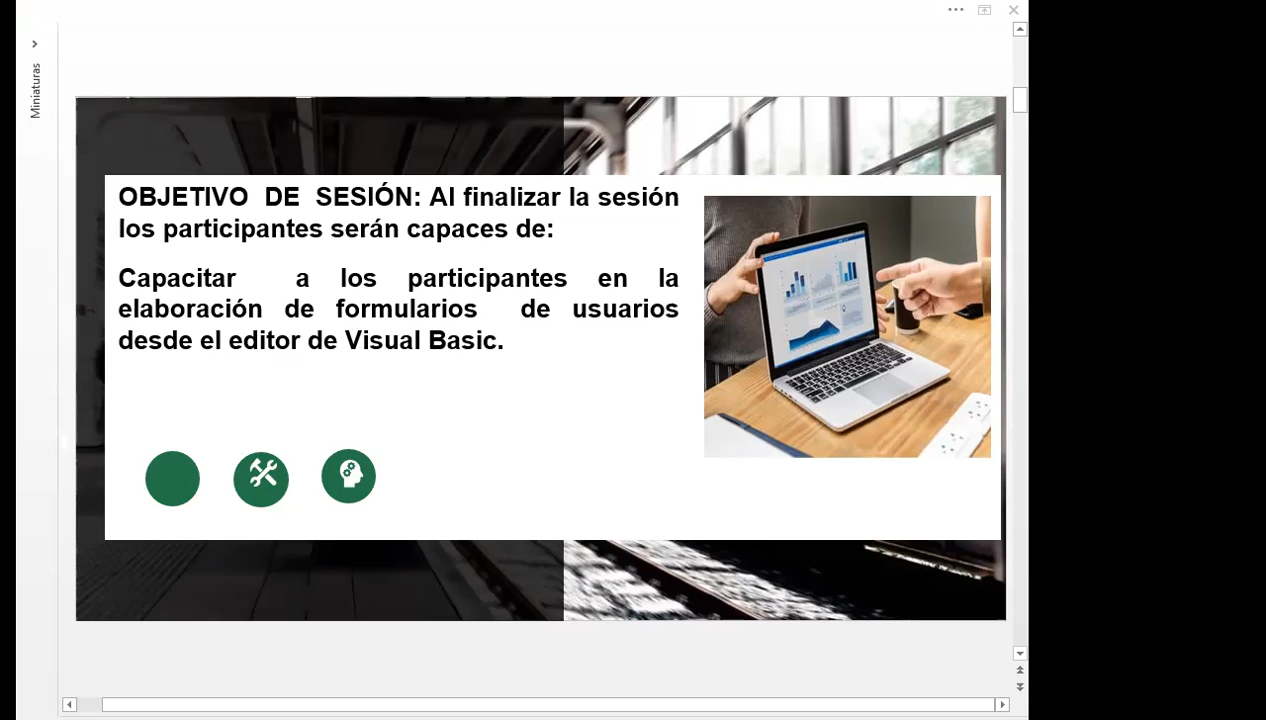 Miniaturas
OBJETIVO DE SESIÓN: Al finalizar la sesión
los participantes serán capaces de:
Capacitar a los participantes en la
elaboración de formularios de usuarios
desde el editor de Visual Basic.